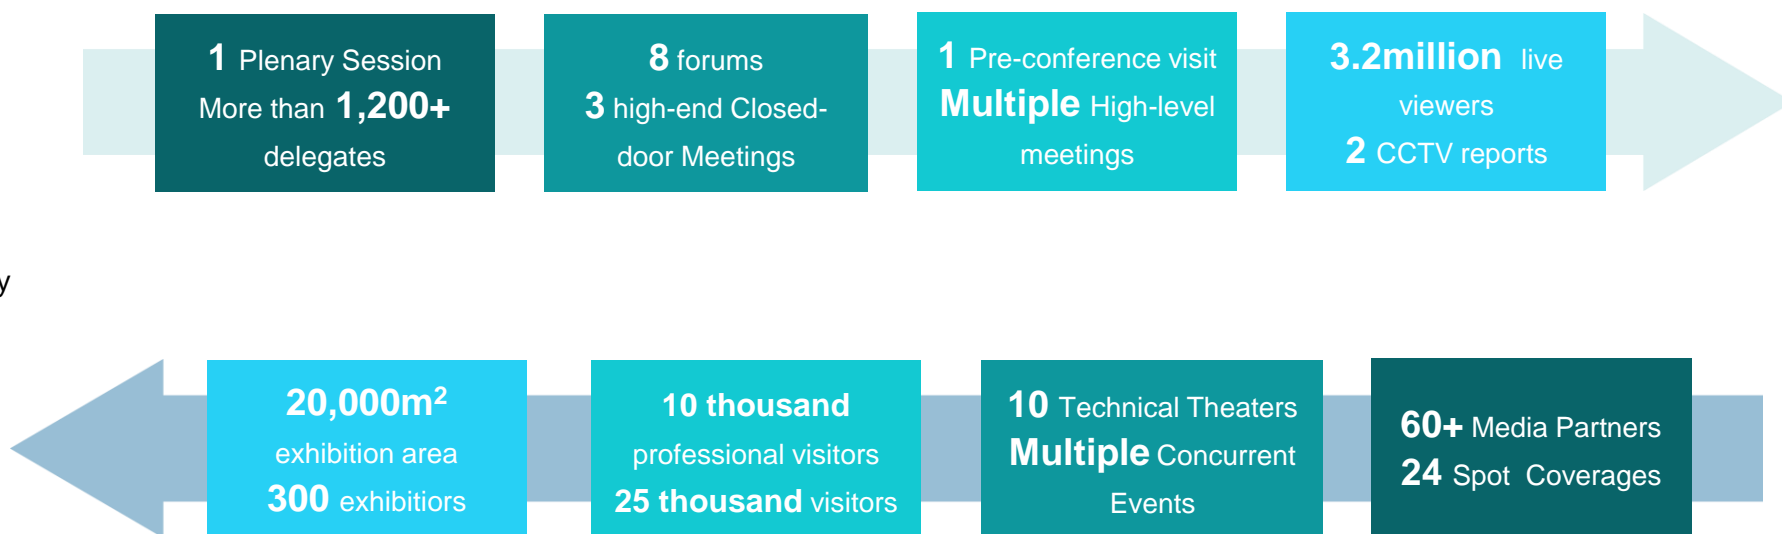 1 Plenary Session
More than 1,200+
delegates
8 forums
3 high-end Closed-
door Meetings
1 Pre-conference visit
Multiple High-level
meetings
3.2million live
viewers
2 CCTV reports
y
20,000m²
exhibition area
300 exhibitiors
10 thousand
professional visitors
25 thousand visitors
10 Technical Theaters
Multiple Concurrent
Events
60+ Media Partners
24 Spot Coverages